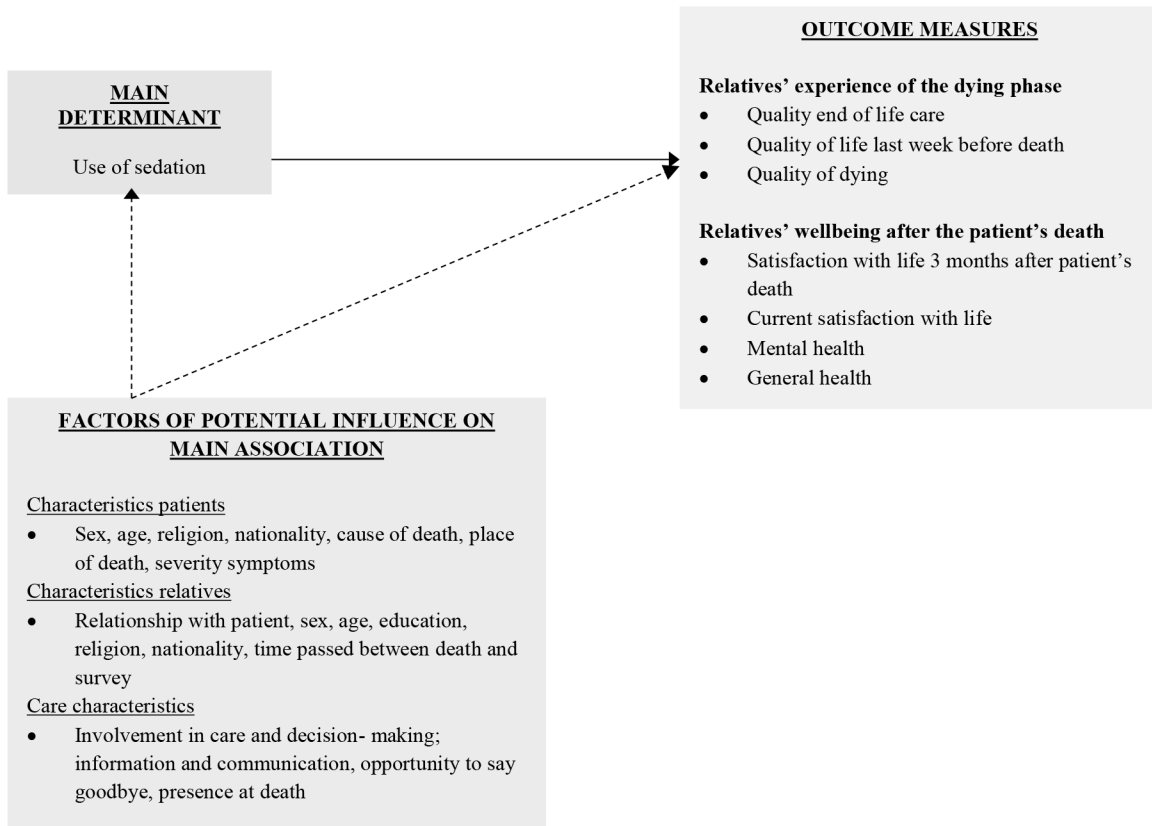 MAIN
DETERMINANT
Use of sedation
OUTCOME MEASURES
Relatives’ experience of the dying phase
• Quality end of life care
• Quality of life last week before death
• Quality of dying
Relatives’ wellbeing after the patient’s death
• Satisfaction with life 3 months after patient’s
death
• Current satisfaction with life
• Mental health
• General health
FACTORS OF POTENTIAL INFLUENCE ON
MAIN ASSOCIATION
Characteristics patients
• Sex, age, religion, nationality, cause of death, place
of death, severity symptoms
Characteristics relatives
• Relationship with patient, sex, age, education,
religion, nationality, time passed between death and
survey
Care characteristics
• Involvement in care and decision- making;
information and communication, opportunity to say
goodbye, presence at death